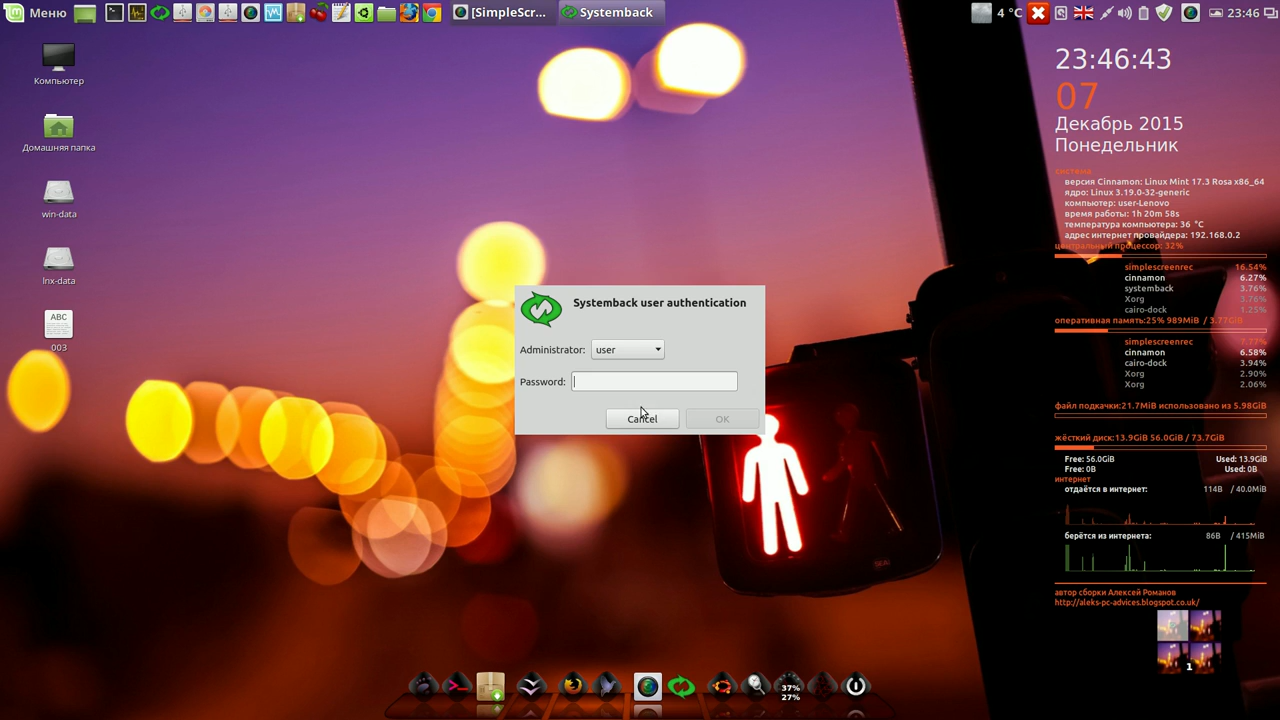 Меню
[SimpleScr...
Systemback
4 °C
23:46
Компьютер
Домашняя папка
win-data
lnx-data
ABC
003
Systemback user authentication
Administrator: user
Password:
Cancel OK
23:46:43
07
Декабрь 2015
Понедельник
система
версия Cinnamon: Linux Mint 17.3 Rosa x86_64
ядро: Linux 3.19.0-32-generic
компьютер: user-Lenovo
время работы: 1h 20m 58s
температура компьютера: 36 °C
адрес интернет провайдера: 192.168.0.2
центральный процессор: 32%
simplescreenrec 16.54%
cinnamon 6.27%
systemback 3.76%
Xorg 3.76%
cairo-dock 1.25%
оперативная память:25% 989MiB / 3.77GiB
simplescreenrec 7.77%
cinnamon 6.58%
cairo-dock 3.94%
Xorg 2.90%
Xorg 2.06%
файл подкачки:21.7MiB использовано из 5.98GiB
жёсткий диск:13.9GiB 56.0GiB / 73.7GiB
Free: 56.0GiB Used: 13.9GiB
Free: 0B Used: 0B
интернет
отдаётся в интернет: 114B / 40.0MiB
берётся из интернета: 86B / 415MiB
автор сборки Алексей Романов
http://aleks-pc-advices.blogspot.co.uk/
1
37%
27%